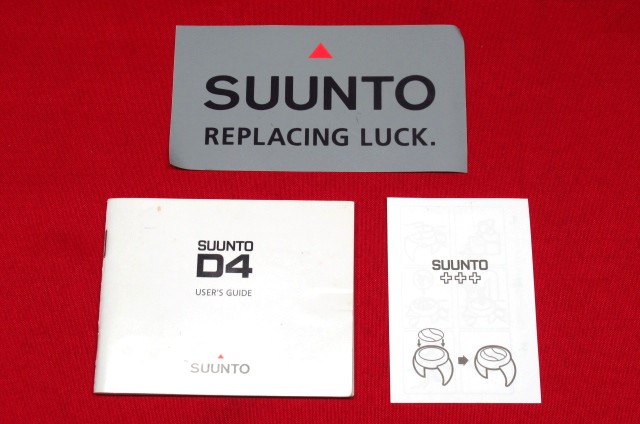 SUUNTO
REPLACING LUCK.
SUUNTO
D4
USER'S GUIDE
SUUNTO
SUUNTO
+++